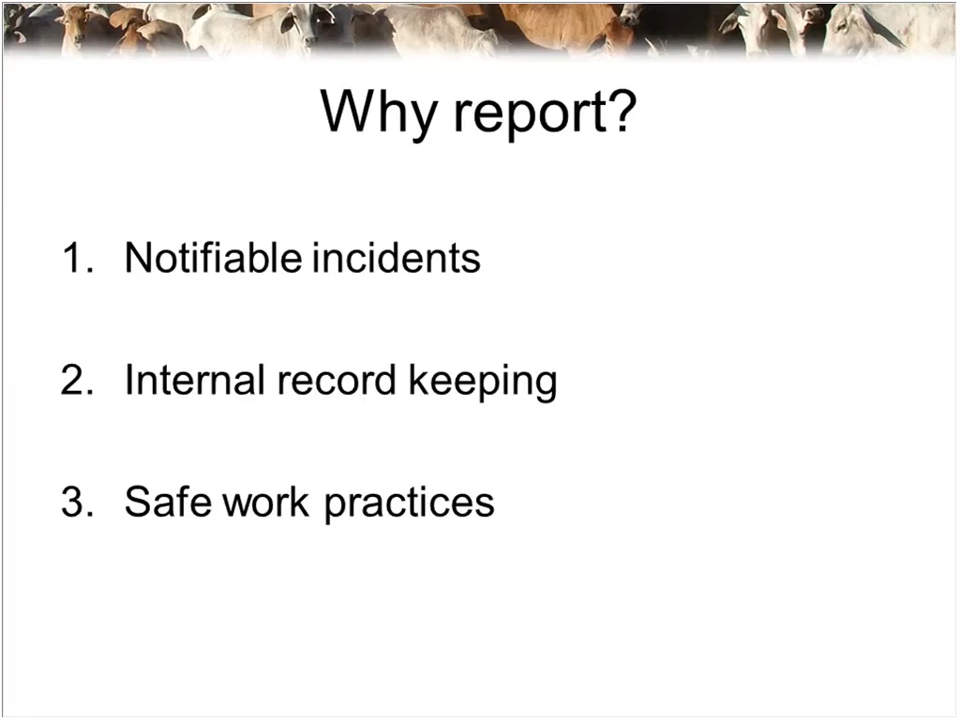 Why report?
1. Notifiable incidents
2. Internal record keeping
3. Safe work practices